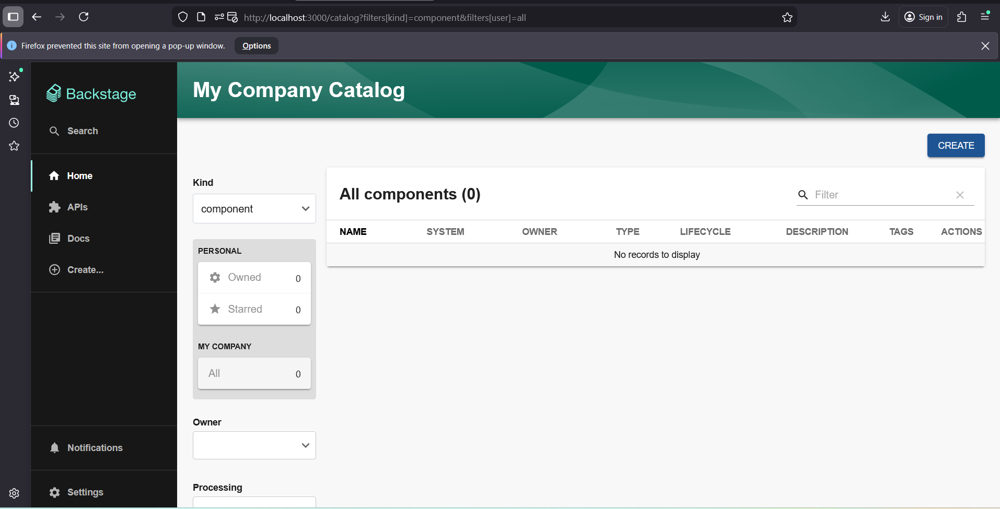 http://localhost:3000/catalog?filters[kind]=component&filters[user]=all
Sign in
Firefox prevented this site from opening a pop-up window.
Options
Backstage
Search
Home
APIs
Docs
Create...
Notifications
Settings
My Company Catalog
CREATE
Kind
component
PERSONAL
Owned 0
Starred 0
MY COMPANY
All 0
Owner
Processing
All components (0)
Filter
NAME SYSTEM OWNER TYPE LIFECYCLE DESCRIPTION TAGS ACTIONS
No records to display